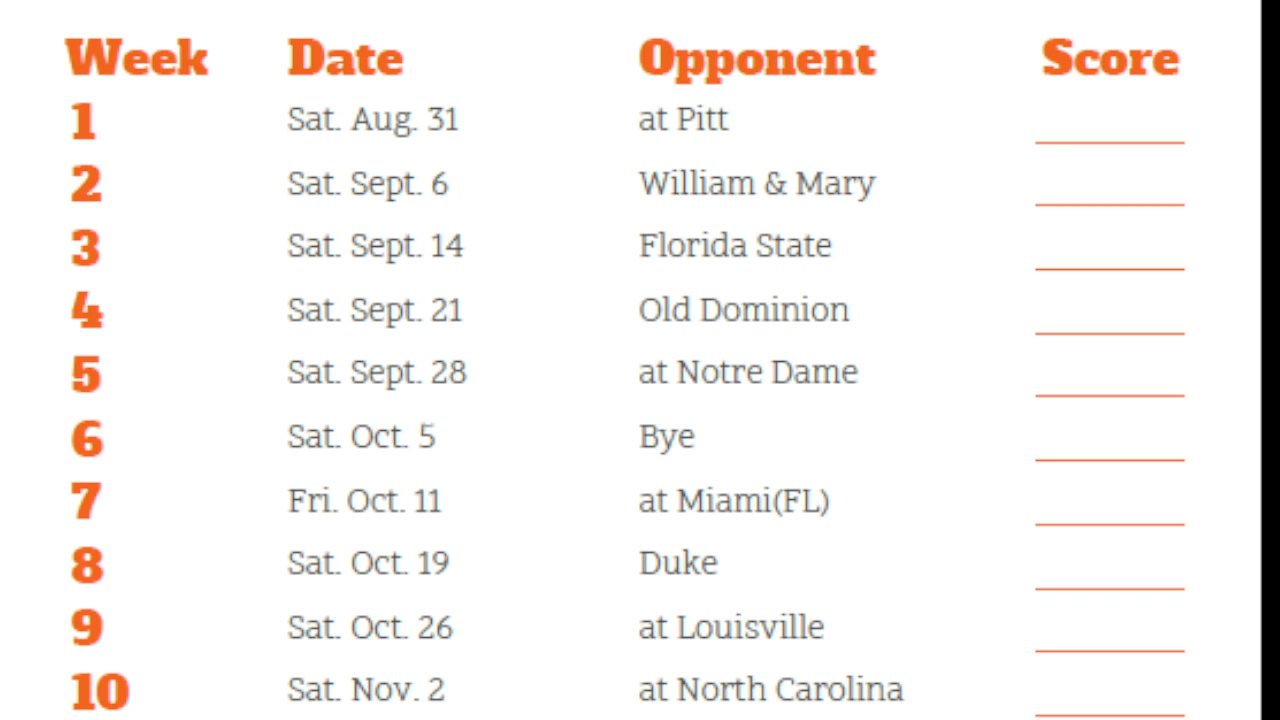 Week Date Opponent Score
1 Sat. Aug. 31 at Pitt
2 Sat. Sept. 6 William & Mary
3 Sat. Sept. 14 Florida State
4 Sat. Sept. 21 Old Dominion
5 Sat. Sept. 28 at Notre Dame
6 Sat. Oct. 5 Bye
7 Fri. Oct. 11 at Miami(FL)
8 Sat. Oct. 19 Duke
9 Sat. Oct. 26 at Louisville
10 Sat. Nov. 2 at North Carolina